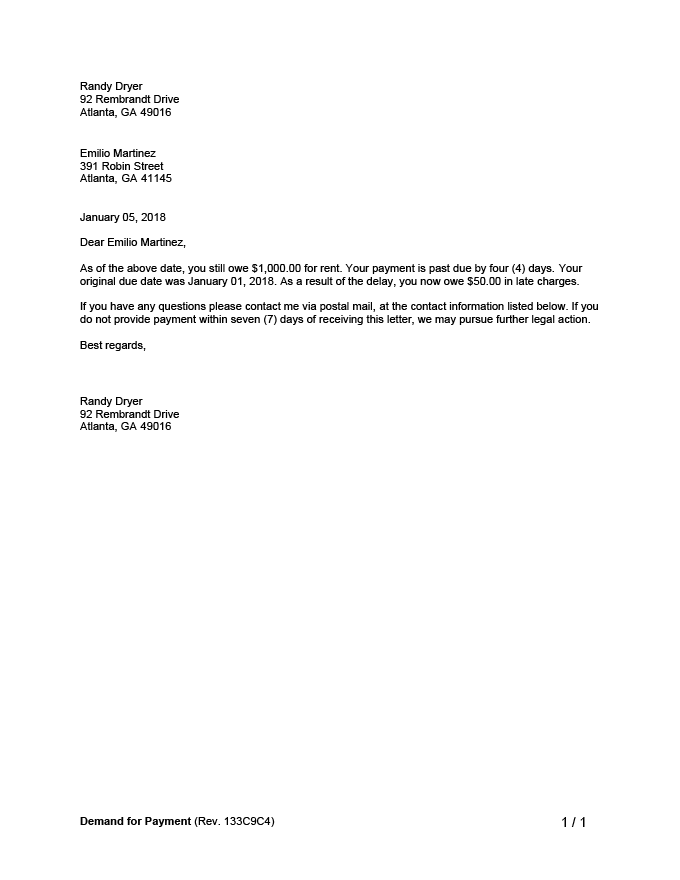 Randy Dryer
92 Rembrandt Drive
Atlanta, GA 49016
Emilio Martinez
391 Robin Street
Atlanta, GA 41145
January 05, 2018
Dear Emilio Martinez,
As of the above date, you still owe $1,000.00 for rent. Your payment is past due by four (4) days. Your
original due date was January 01, 2018. As a result of the delay, you now owe $50.00 in late charges.
If you have any questions please contact me via postal mail, at the contact information listed below. If you
do not provide payment within seven (7) days of receiving this letter, we may pursue further legal action.
Best regards,
Randy Dryer
92 Rembrandt Drive
Atlanta, GA 49016
Demand for Payment (Rev. 133C9C4) 1 / 1